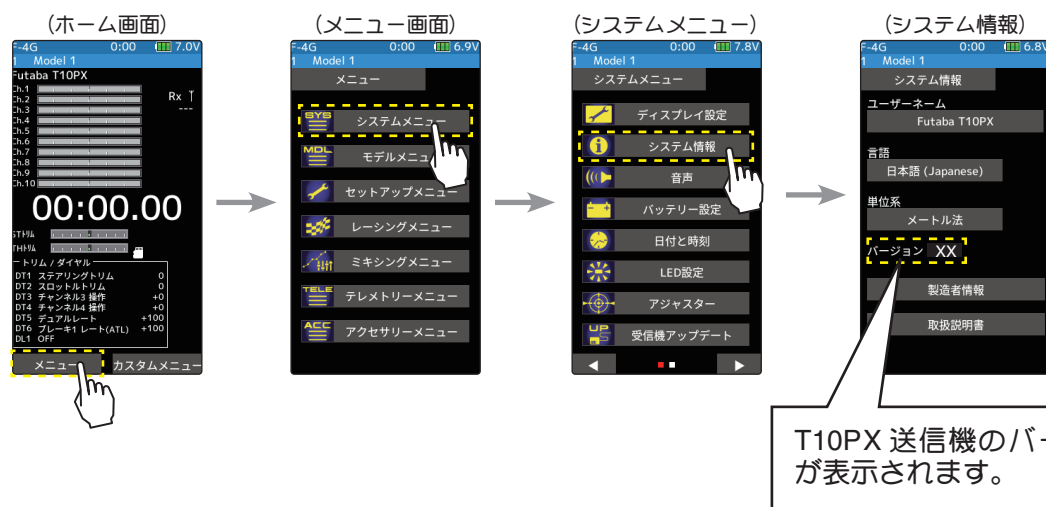 (ホーム画面)
F-4G 0:00 7.0V
1 Model 1
Futaba T10PX
Ch.1
Ch.2
Ch.3
Ch.4
Ch.5
Ch.6
Ch.7
Ch.8
Ch.9
Ch.10
Rx
---
00:00.00
STトリム
THトリム
トリム / ダイヤル
DT1 ステアリングトリム 0
DT2 スロットルトリム 0
DT3 チャンネル3 操作 +0
DT4 チャンネル4 操作 +0
DT5 デュアルレート +100
DT6 ブレーキ1 レート(ATL) +100
DL1 OFF
メニュー カスタムメニュー
(メニュー画面)
F-4G 0:00 6.9V
1 Model 1
メニュー
SYS システムメニュー
MDL モデルメニュ
セットアップメニュー
レーシングメニュー
ミキシングメニュー
TELE テレメトリーメニュー
ACC アクセサリーメニュー
(システムメニュー)
F-4G 0:00 7.8V
1 Model 1
システムメニュー
ディスプレイ設定
システム情報
音声
バッテリー設定
日付と時刻
LED設定
アジャスター
UP 受信機アップデート
(システム情報)
F-4G 0:00 6.8V
1 Model 1
システム情報
ユーザーネーム
Futaba T10PX
言語
日本語 (Japanese)
単位系
メートル法
バージョン XX
製造者情報
取扱説明書
T10PX 送信機のバー
が表示されます。